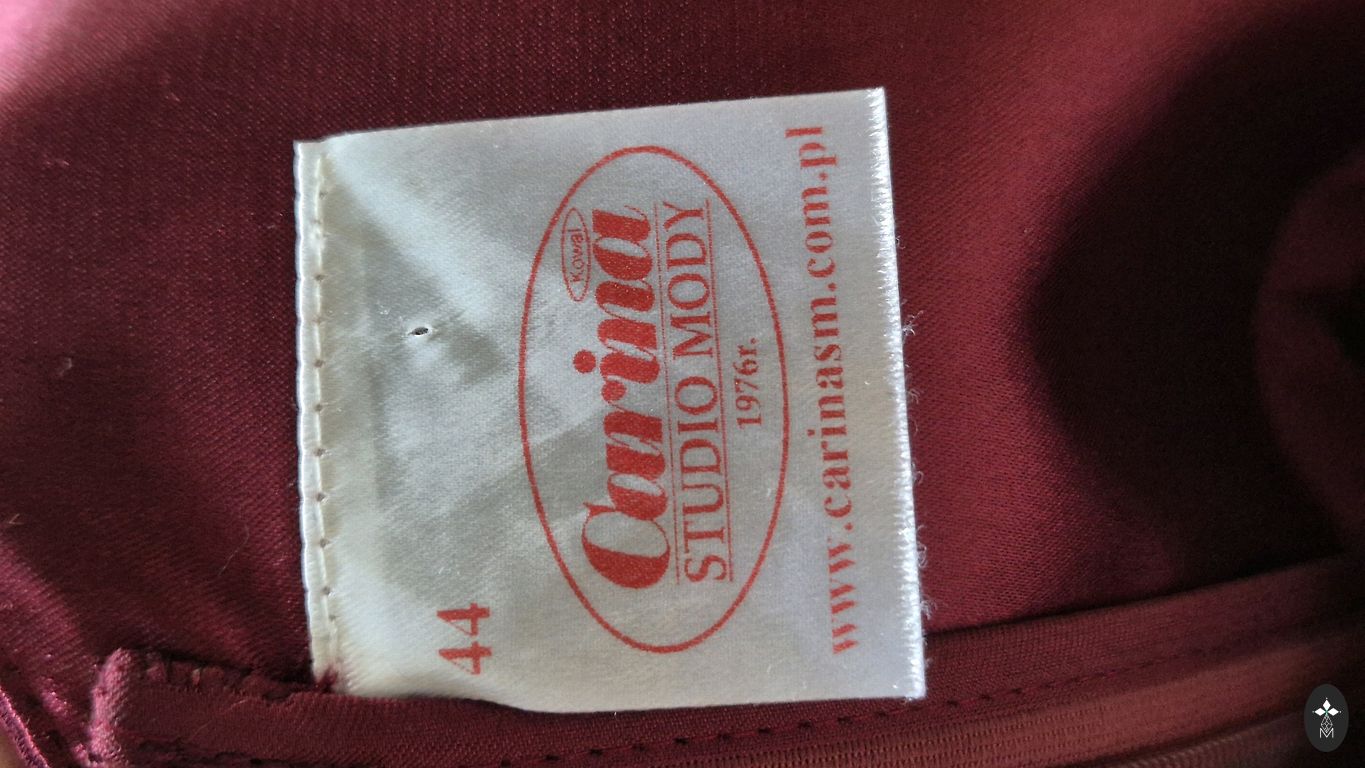 44
Kowal
Carina
STUDIO MODY
1976r.
www.carinasm.com.pl
M